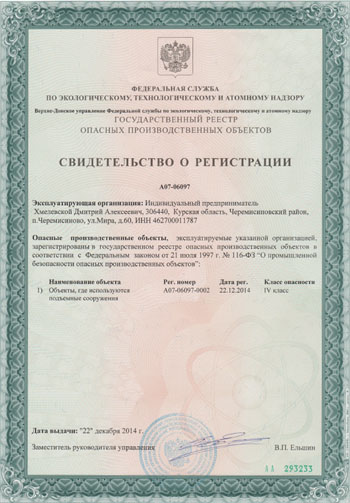 ФЕДЕРАЛЬНАЯ СЛУЖБА
ПО ЭКОЛОГИЧЕСКОМУ, ТЕХНОЛОГИЧЕСКОМУ И АТОМНОМУ НАДЗОРУ
Верхне-Донское управление Федеральной службы по экологическому, технологическому и атомному надзору
ГОСУДАРСТВЕННЫЙ РЕЕСТР
ОПАСНЫХ ПРОИЗВОДСТВЕННЫХ ОБЪЕКТОВ
СВИДЕТЕЛЬСТВО О РЕГИСТРАЦИИ
А07-06097
Эксплуатирующая организация: Индивидуальный предприниматель
Хмелевской Дмитрий Алексеевич, 306440, Курская область, Черемисиновский район,
п.Черемисиново, ул.Мира, д.60, ИНН 462700011787
Опасные производственные объекты, эксплуатируемые указанной организацией,
зарегистрированы в государственном реестре опасных производственных объектов в
соответствии с Федеральным законом от 21 июля 1997 г. № 116-ФЗ “О промышленной
безопасности опасных производственных объектов”:
Наименование объекта Рег. номер Дата рег. Класс опасности
1) Объекты, где используются А07-06097-0002 22.12.2014 IV класс
подъемные сооружения
Дата выдачи: "22" декабря 2014 г.
Заместитель руководителя управления В.П. Ельшин
АА 293233